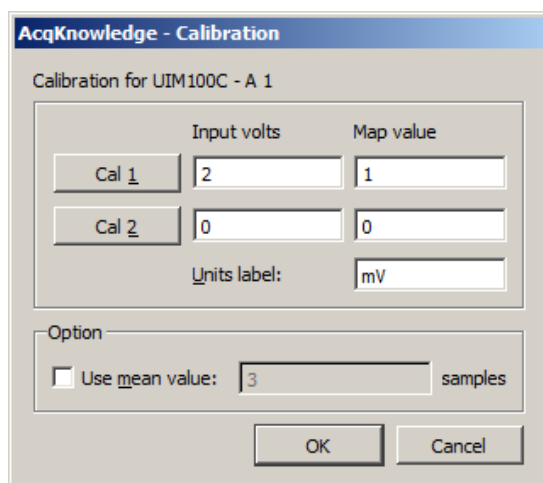 AcqKnowledge - Calibration
Calibration for UIM100C - A 1
Input volts Map value
Cal 1 2 1
Cal 2 0 0
Units label: mV
Option
Use mean value: 3 samples
OK Cancel